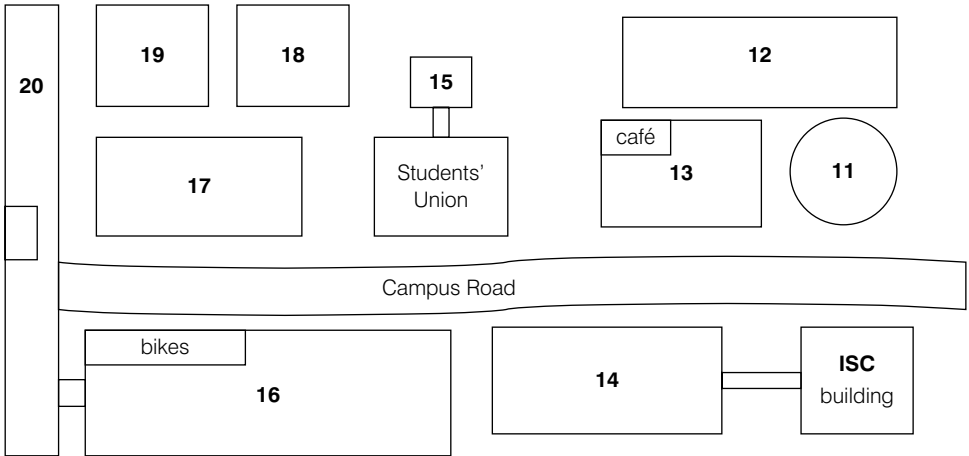 19
18
12
20
15
café
Students’
Union
17
13
11
Campus Road
bikes
ISC
building
14
16